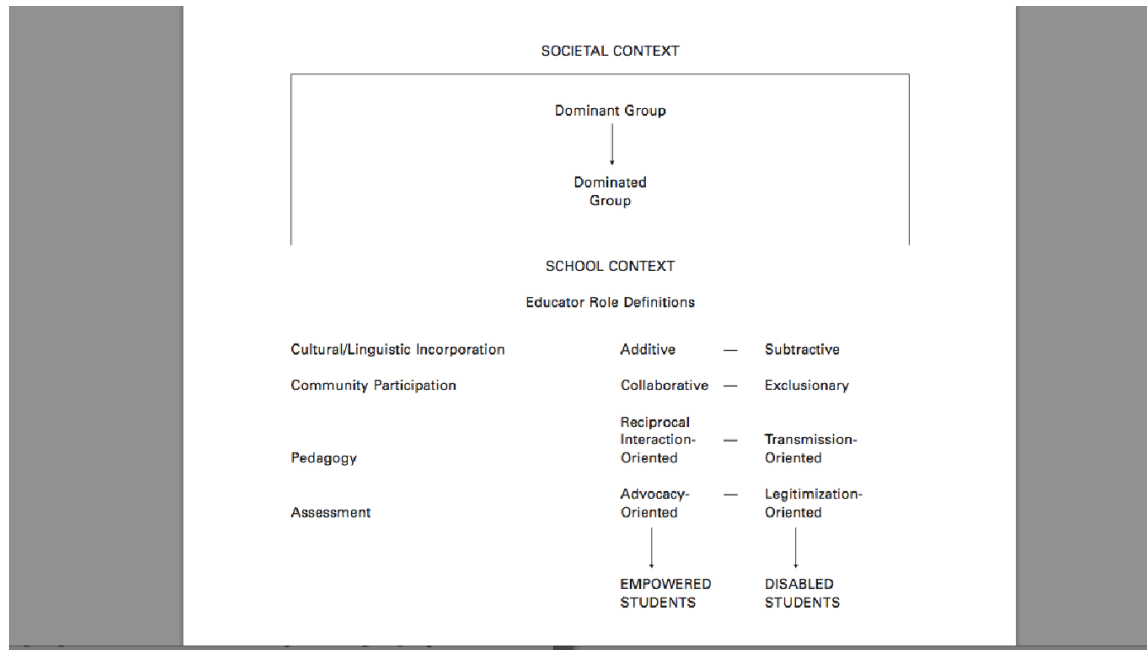 SOCIETAL CONTEXT
Dominant Group
Dominated
Group
SCHOOL CONTEXT
Educator Role Definitions
Cultural/Linguistic Incorporation Additive — Subtractive
Community Participation Collaborative — Exclusionary
Reciprocal
Interaction- — Transmission-
Pedagogy Oriented Oriented
Advocacy- — Legitimization-
Assessment Oriented Oriented
EMPOWERED DISABLED
STUDENTS STUDENTS